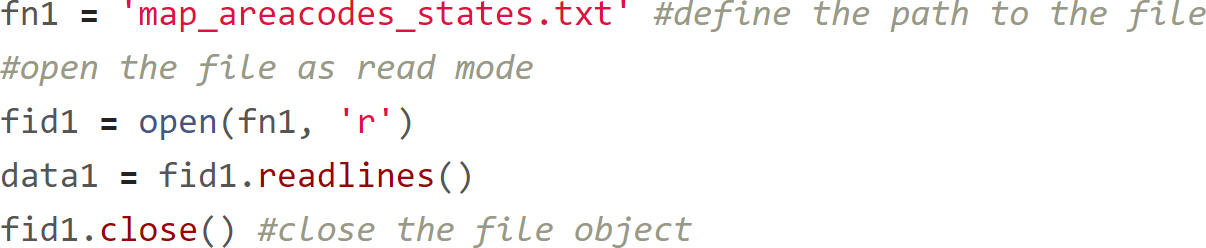 fn1 = 'map_areacodes_states.txt' #define the path to the file
#open the file as read mode
fid1 = open(fn1, 'r')
data1 = fid1.readlines()
fid1.close() #close the file object